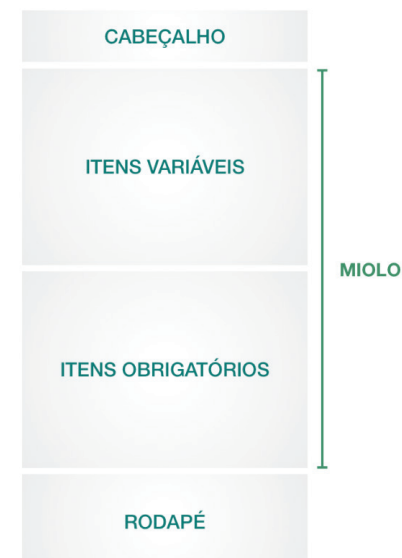 CABEÇALHO
ITENS VARIÁVEIS
MIOLO
ITENS OBRIGATÓRIOS
RODAPÉ